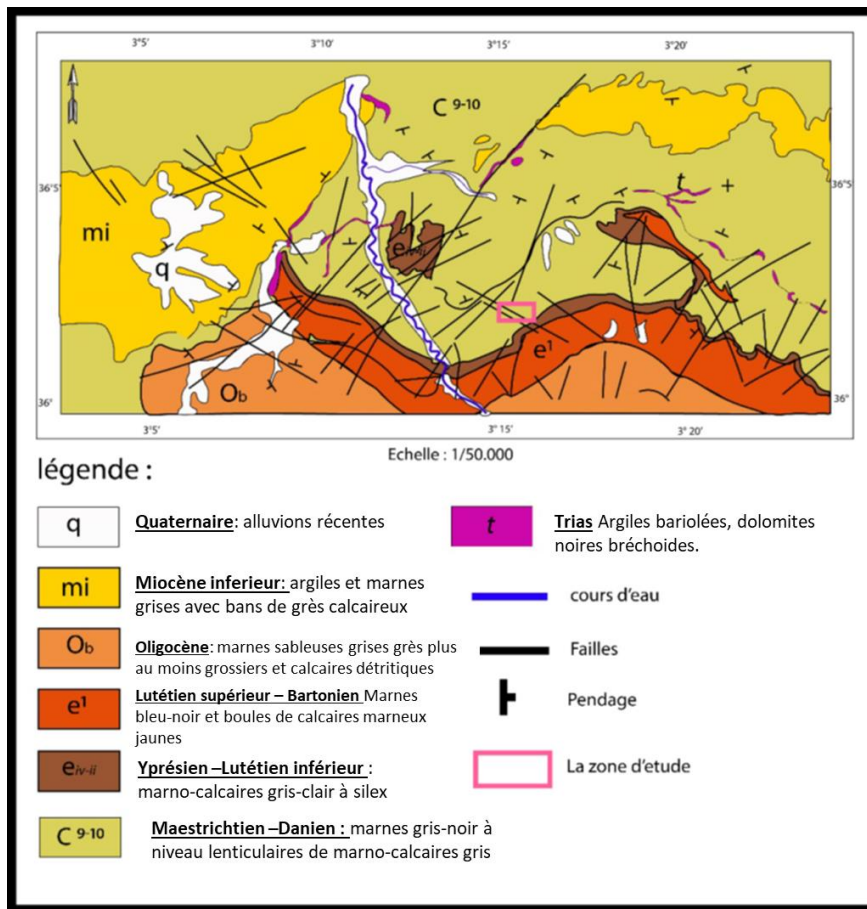 3°5'
3°10'
3°15'
3°20'
C 9-10
t
36°5'
36°5'
mi
q
e iv-ii
e¹
Ob
36°
36°
3°5'
3° 15'
3° 20'
Echelle : 1/50.000
légende :
q
Quaternaire: alluvions récentes
mi
Miocène inferieur: argiles et marnes
grises avec bans de grès calcaireux
Ob
Oligocène: marnes sableuses grises grès plus
au moins grossiers et calcaires détritiques
e¹
Lutétien supérieur – Bartonien Marnes
bleu-noir et boules de calcaires marneux
jaunes
e iv-ii
Yprésien –Lutétien inférieur :
marno-calcaires gris-clair à silex
C 9-10
Maestrichtien –Danien : marnes gris-noir à
niveau lenticulaires de marno-calcaires gris
t
Trias Argiles bariolées, dolomites
noires bréchoides.
cours d'eau
Failles
Pendage
La zone d'etude